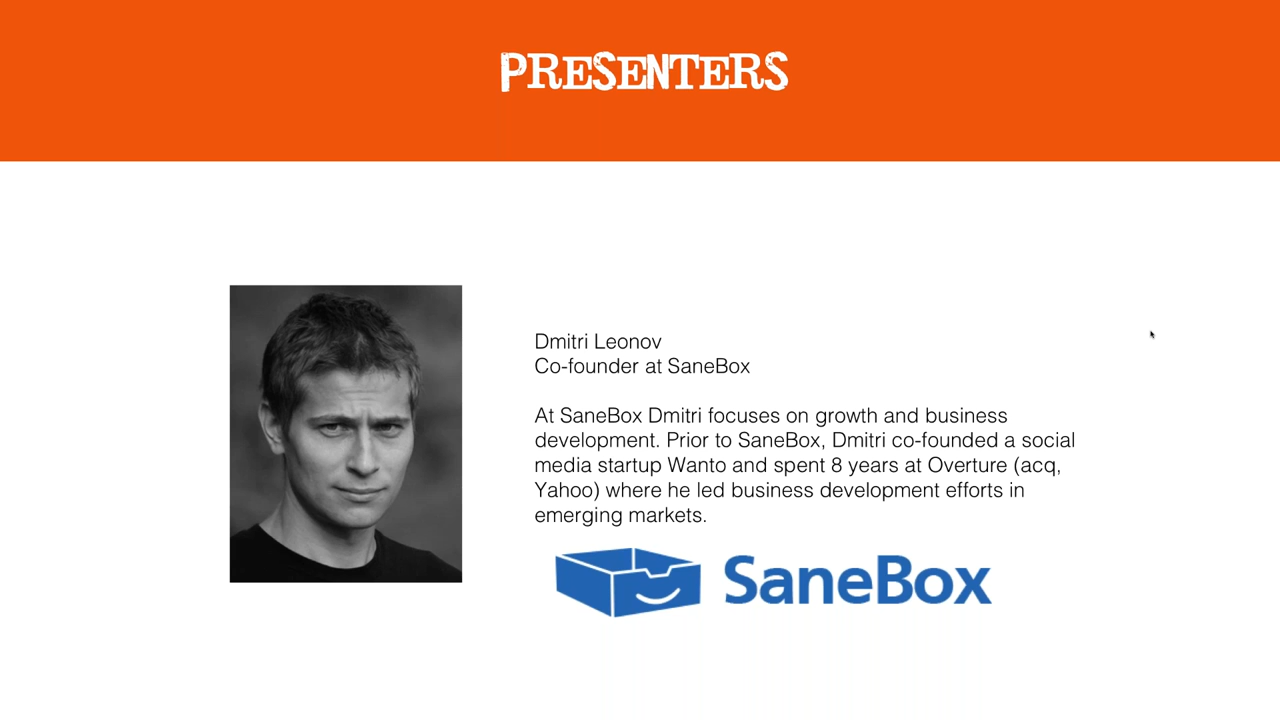 PRESENTERS
Dmitri Leonov
Co-founder at SaneBox
At SaneBox Dmitri focuses on growth and business
development. Prior to SaneBox, Dmitri co-founded a social
media startup Wanto and spent 8 years at Overture (acq,
Yahoo) where he led business development efforts in
emerging markets.
SaneBox